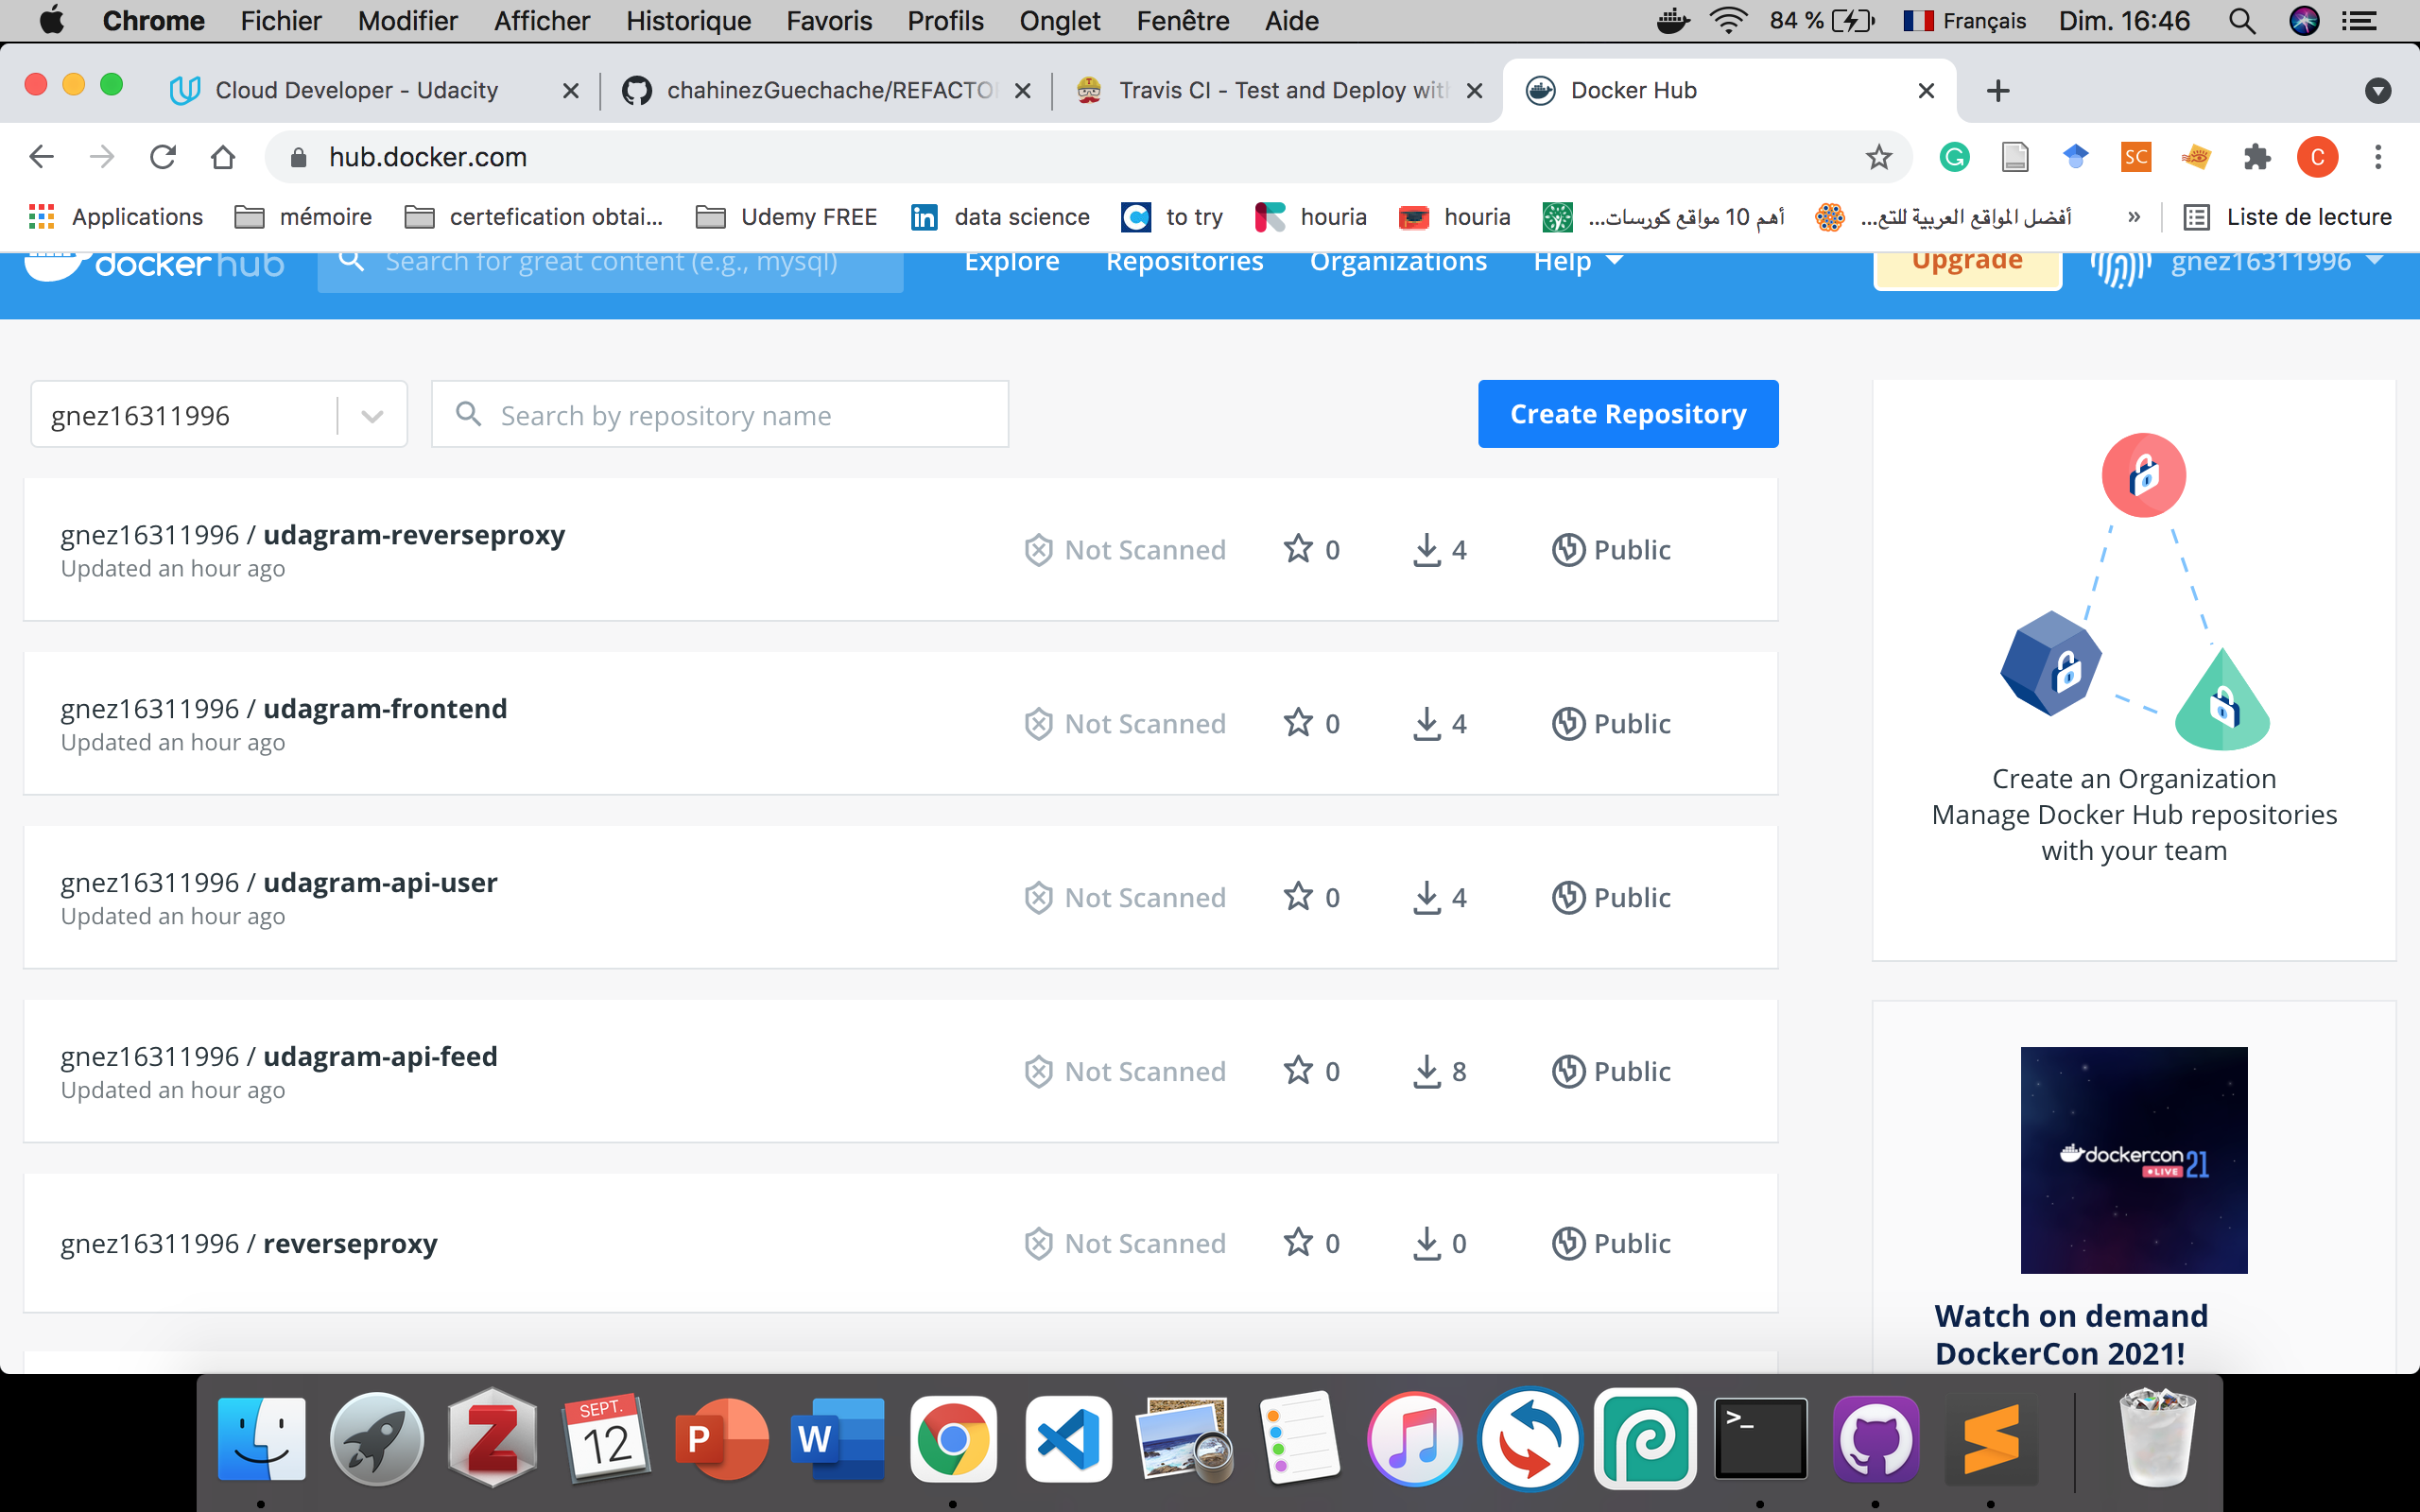 Chrome Fichier Modifier Afficher Historique Favoris Profils Onglet Fenêtre Aide 84 % Français Dim. 16:46
Cloud Developer - Udacity chahinezGuechache/REFACTO Travis CI - Test and Deploy wit Docker Hub
hub.docker.com SC C
Applications mémoire certefication obtai... Udemy FREE in data science C to try houria houria أهم 10 مواقع كورسات... أفضل المواقع العربية للتع... » Liste de lecture
docker hub Search for great content (e.g., mysql) Explore Repositories Organizations Help Upgrade gnez16311996
gnez16311996 Search by repository name Create Repository
gnez16311996 / udagram-reverseproxy Not Scanned 0 4 Public
Updated an hour ago
gnez16311996 / udagram-frontend Not Scanned 0 4 Public
Updated an hour ago
gnez16311996 / udagram-api-user Not Scanned 0 4 Public
Updated an hour ago
gnez16311996 / udagram-api-feed Not Scanned 0 8 Public
Updated an hour ago
gnez16311996 / reverseproxy Not Scanned 0 0 Public
Create an Organization
Manage Docker Hub repositories
with your team
dockercon 21
LIVE
Watch on demand
DockerCon 2021!
SEPT.
12
Z P W >_